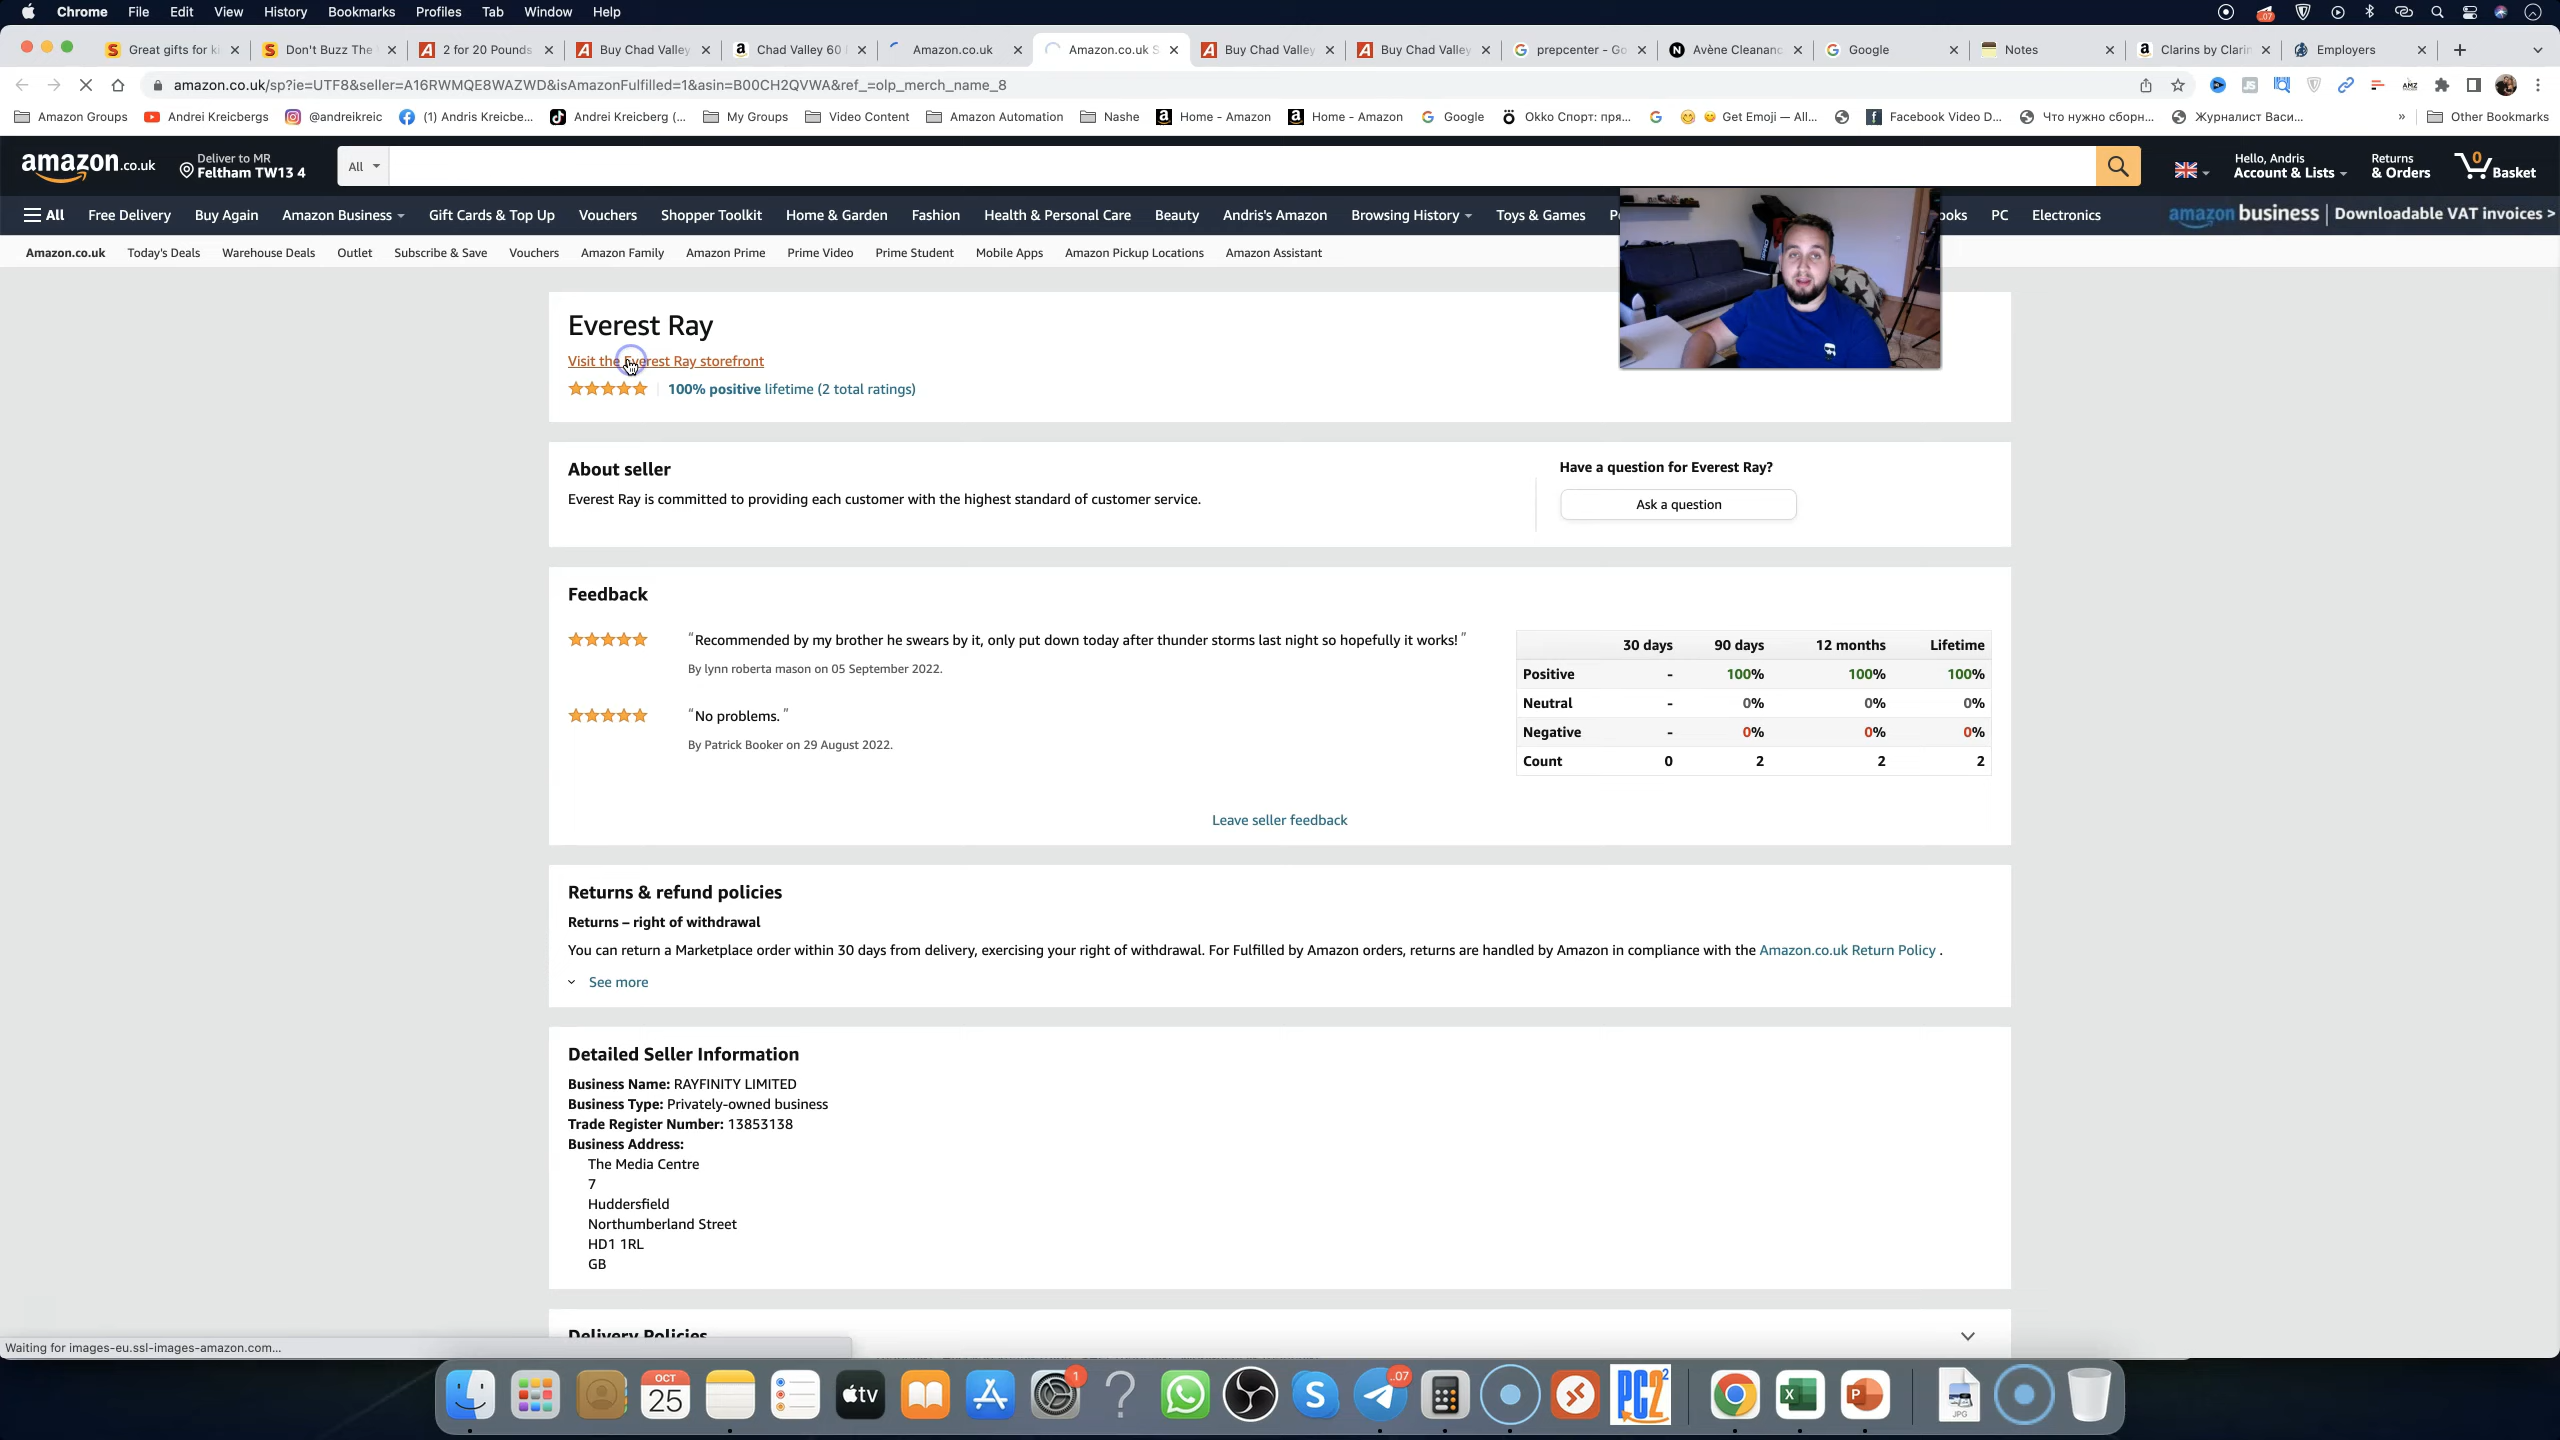 Chrome File Edit View History Bookmarks Profiles Tab Window Help
Great gifts for ki Don't Buzz The 2 for 20 Pounds Buy Chad Valley Chad Valley 60 Amazon.co.uk Amazon.co.uk S Buy Chad Valley Buy Chad Valley prepcenter - Go Avène Cleananc Google Notes Clarins by Clarin Employers
amazon.co.uk/sp?ie=UTF8&seller=A16RWMQE8WAZWD&isAmazonFulfilled=1&asin=B00CH2QVWA&ref_=olp_merch_name_8
Amazon Groups Andrei Kreicbergs @andreikreic (1) Andris Kreicbe... Andrei Kreicberg (... My Groups Video Content Amazon Automation Nashe Home - Amazon Home - Amazon Google Okko Спорт: пря... Get Emoji — All... Facebook Video D... Что нужно сборн... Журналист Васи... » Other Bookmarks
amazon.co.uk
Deliver to MR
Feltham TW13 4
All
Hello, Andris
Account & Lists
Returns
& Orders
0
Basket
All Free Delivery Buy Again Amazon Business Gift Cards & Top Up Vouchers Shopper Toolkit Home & Garden Fashion Health & Personal Care Beauty Andris's Amazon Browsing History Toys & Games ooks PC Electronics amazon business | Downloadable VAT invoices >
Amazon.co.uk Today's Deals Warehouse Deals Outlet Subscribe & Save Vouchers Amazon Family Amazon Prime Prime Video Prime Student Mobile Apps Amazon Pickup Locations Amazon Assistant
Everest Ray
Visit the Everest Ray storefront
100% positive lifetime (2 total ratings)
About seller
Everest Ray is committed to providing each customer with the highest standard of customer service.
Have a question for Everest Ray?
Ask a question
Feedback
"Recommended by my brother he swears by it, only put down today after thunder storms last night so hopefully it works! "
By lynn roberta mason on 05 September 2022.
"No problems. "
By Patrick Booker on 29 August 2022.
30 days 90 days 12 months Lifetime
Positive - 100% 100% 100%
Neutral - 0% 0% 0%
Negative - 0% 0% 0%
Count 0 2 2 2
Leave seller feedback
Returns & refund policies
Returns – right of withdrawal
You can return a Marketplace order within 30 days from delivery, exercising your right of withdrawal. For Fulfilled by Amazon orders, returns are handled by Amazon in compliance with the Amazon.co.uk Return Policy .
See more
Detailed Seller Information
Business Name: RAYFINITY LIMITED
Business Type: Privately-owned business
Trade Register Number: 13853138
Business Address:
The Media Centre
7
Huddersfield
Northumberland Street
HD1 1RL
GB
Delivery Policies
Waiting for images-eu.ssl-images-amazon.com...
OCT
25
tv
1
..07
PC2
JPG